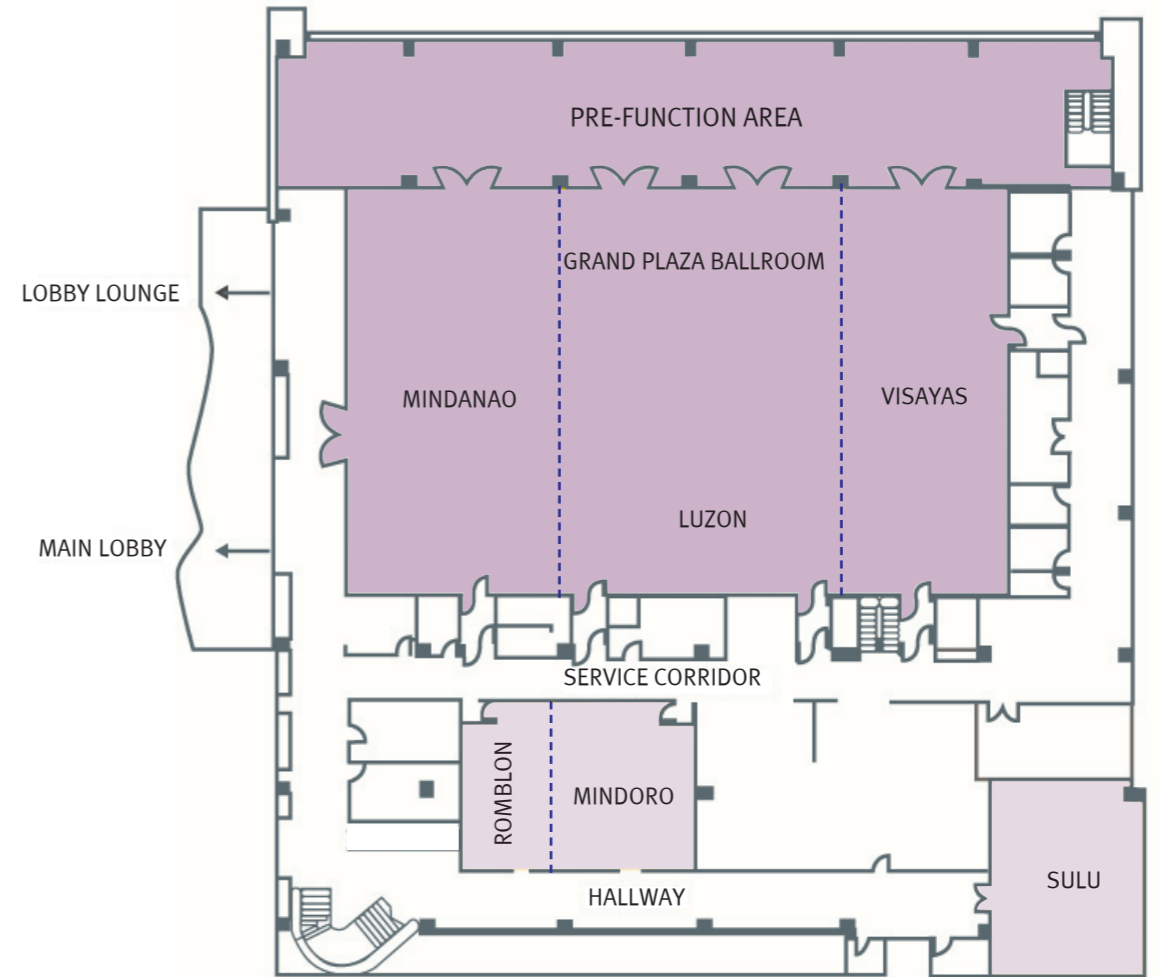 PRE-FUNCTION AREA
GRAND PLAZA BALLROOM
LOBBY LOUNGE
MINDANAO
VISAYAS
LUZON
MAIN LOBBY
SERVICE CORRIDOR
ROMBLON
MINDORO
SULU
HALLWAY